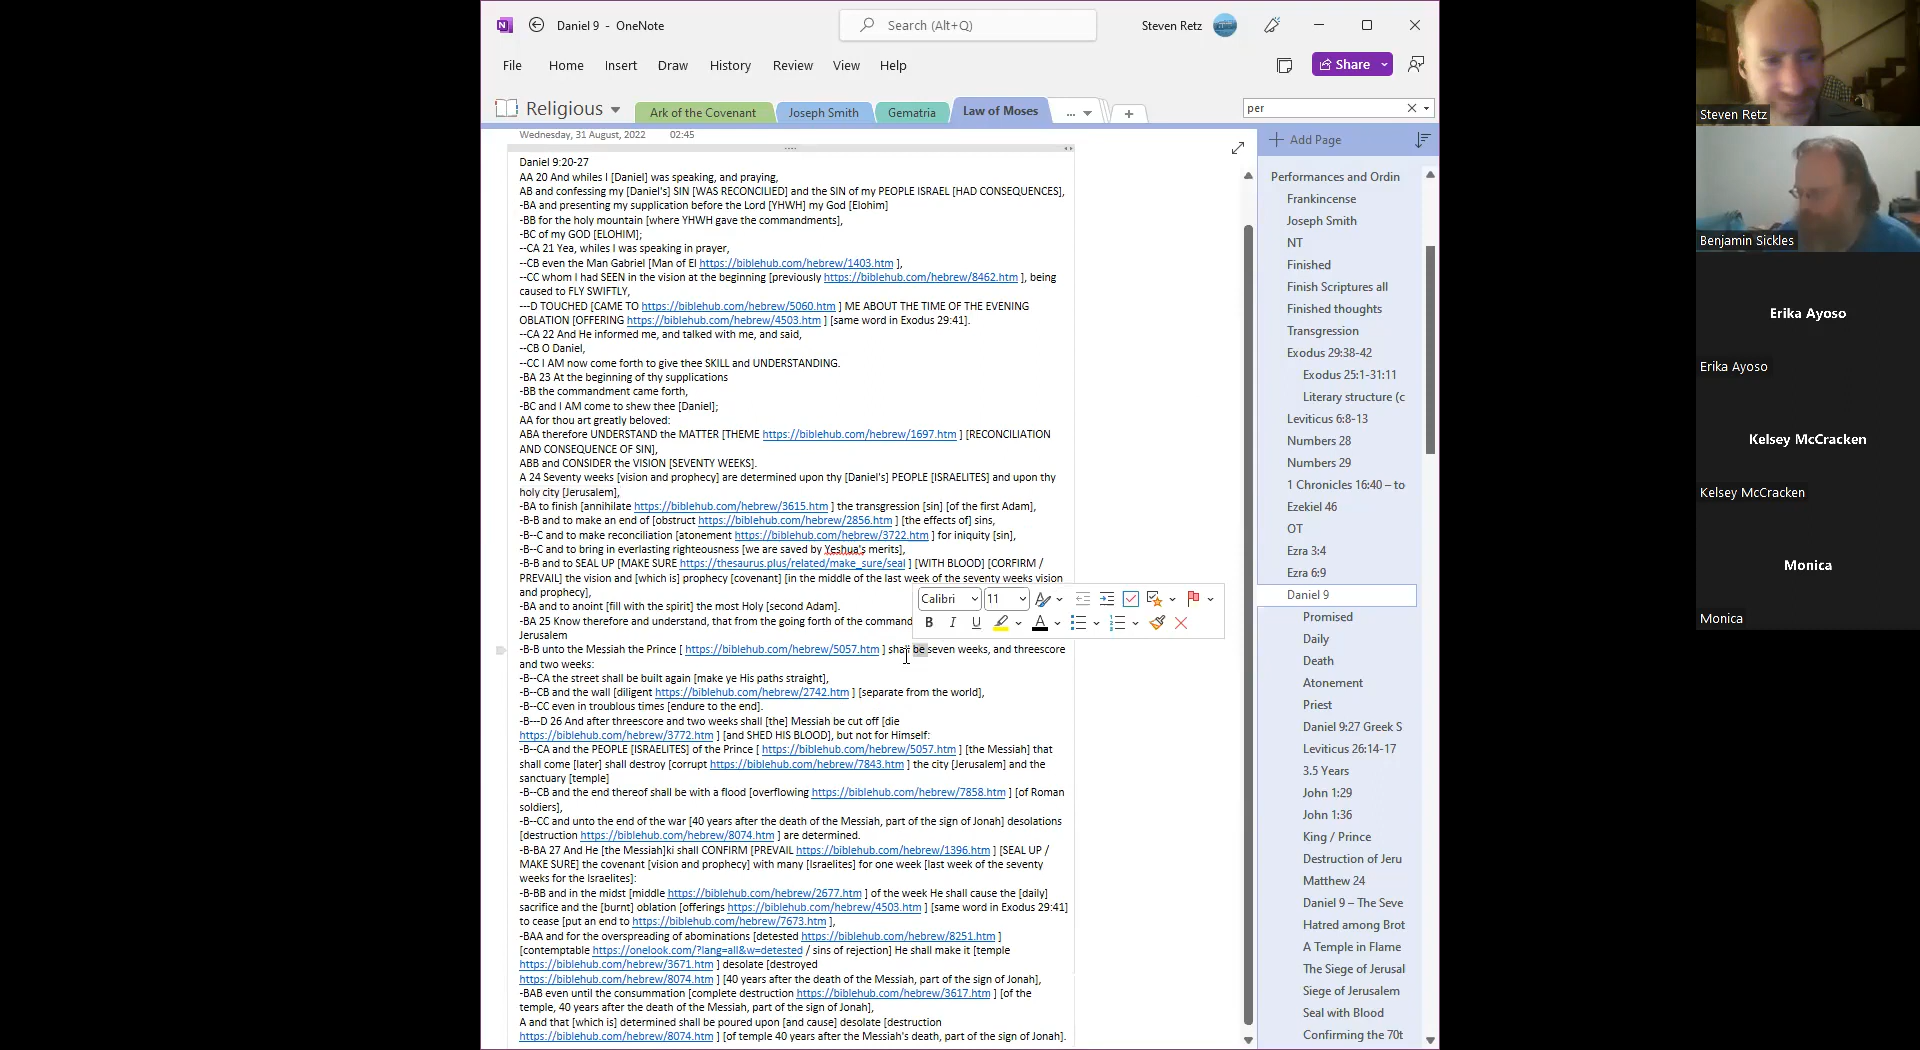 Daniel 9 - OneNote
Search (Alt+Q)
Steven Retz
File Home Insert Draw History Review View Help
Share
Religious
Ark of the Covenant
Joseph Smith
Gematria
Law of Moses
...
per
Wednesday, 31 August, 2022 02:45
Daniel 9:20-27
AA 20 And whiles I [Daniel] was speaking, and praying,
AB and confessing my [Daniel's] SIN [WAS RECONCILIED] and the SIN of my PEOPLE ISRAEL [HAD CONSEQUENCES],
-BA and presenting my supplication before the Lord [YHWH] my God [Elohim]
-BB for the holy mountain [where YHWH gave the commandments],
-BC of my GOD [ELOHIM];
--CA 21 Yea, whiles I was speaking in prayer,
--CB even the Man Gabriel [Man of El https://biblehub.com/hebrew/1403.htm ],
--CC whom I had SEEN in the vision at the beginning [previously https://biblehub.com/hebrew/8462.htm ], being
caused to FLY SWIFTLY,
---D TOUCHED [CAME TO https://biblehub.com/hebrew/5060.htm ] ME ABOUT THE TIME OF THE EVENING
OBLATION [OFFERING https://biblehub.com/hebrew/4503.htm ] [same word in Exodus 29:41].
--CA 22 And He informed me, and talked with me, and said,
--CB O Daniel,
--CC I AM now come forth to give thee SKILL and UNDERSTANDING.
-BA 23 At the beginning of thy supplications
-BB the commandment came forth,
-BC and I AM come to shew thee [Daniel];
AA for thou art greatly beloved:
ABA therefore UNDERSTAND the MATTER [THEME https://biblehub.com/hebrew/1697.htm ] [RECONCILIATION
AND CONSEQUENCE OF SIN],
ABB and CONSIDER the VISION [SEVENTY WEEKS].
A 24 Seventy weeks [vision and prophecy] are determined upon thy [Daniel's] PEOPLE [ISRAELITES] and upon thy
holy city [Jerusalem],
-BA to finish [annihilate https://biblehub.com/hebrew/3615.htm ] the transgression [sin] [of the first Adam],
-B-B and to make an end of [obstruct https://biblehub.com/hebrew/2856.htm ] [the effects of] sins,
-B--C and to make reconciliation [atonement https://biblehub.com/hebrew/3722.htm ] for iniquity [sin],
-B--C and to bring in everlasting righteousness [we are saved by Yeshua's merits],
-B-B and to SEAL UP [MAKE SURE https://thesaurus.plus/related/make_sure/seal ] [WITH BLOOD] [CORFIRM /
PREVAIL] the vision and [which is] prophecy [covenant] [in the middle of the last week of the seventy weeks vision
and prophecy],
-BA and to anoint [fill with the spirit] the most Holy [second Adam].
-BA 25 Know therefore and understand, that from the going forth of the command
Jerusalem
-B-B unto the Messiah the Prince [ https://biblehub.com/hebrew/5057.htm ] shall be seven weeks, and threescore
and two weeks:
-B--CA the street shall be built again [make ye His paths straight],
-B--CB and the wall [diligent https://biblehub.com/hebrew/2742.htm ] [separate from the world],
-B--CC even in troublous times [endure to the end].
-B---D 26 And after threescore and two weeks shall [the] Messiah be cut off [die
https://biblehub.com/hebrew/3772.htm ] [and SHED HIS BLOOD], but not for Himself:
-B--CA and the PEOPLE [ISRAELITES] of the Prince [ https://biblehub.com/hebrew/5057.htm ] [the Messiah] that
shall come [later] shall destroy [corrupt https://biblehub.com/hebrew/7843.htm ] the city [Jerusalem] and the
sanctuary [temple]
-B--CB and the end thereof shall be with a flood [overflowing https://biblehub.com/hebrew/7858.htm ] [of Roman
soldiers],
-B--CC and unto the end of the war [40 years after the death of the Messiah, part of the sign of Jonah] desolations
[destruction https://biblehub.com/hebrew/8074.htm ] are determined.
-B-BA 27 And He [the Messiah]ki shall CONFIRM [PREVAIL https://biblehub.com/hebrew/1396.htm ] [SEAL UP /
MAKE SURE] the covenant [vision and prophecy] with many [Israelites] for one week [last week of the seventy
weeks for the Israelites]:
-B-BB and in the midst [middle https://biblehub.com/hebrew/2677.htm ] of the week He shall cause the [daily]
sacrifice and the [burnt] oblation [offerings https://biblehub.com/hebrew/4503.htm ] [same word in Exodus 29:41]
to cease [put an end to https://biblehub.com/hebrew/7673.htm ],
-BAA and for the overspreading of abominations [detested https://biblehub.com/hebrew/8251.htm ]
[contemptable https://onelook.com/?lang=all&w=detested / sins of rejection] He shall make it [temple
https://biblehub.com/hebrew/3671.htm ] desolate [destroyed
https://biblehub.com/hebrew/8074.htm ] [40 years after the death of the Messiah, part of the sign of Jonah],
-BAB even until the consummation [complete destruction https://biblehub.com/hebrew/3617.htm ] [of the
temple, 40 years after the death of the Messiah, part of the sign of Jonah],
A and that [which is] determined shall be poured upon [and cause] desolate [destruction
https://biblehub.com/hebrew/8074.htm ] [of temple 40 years after the Messiah's death, part of the sign of Jonah].
Calibri 11
B I U A
Add Page
Performances and Ordin
Frankincense
Joseph Smith
NT
Finished
Finish Scriptures all
Finished thoughts
Transgression
Exodus 29:38-42
Exodus 25:1-31:11
Literary structure (c
Leviticus 6:8-13
Numbers 28
Numbers 29
1 Chronicles 16:40 – to
Ezekiel 46
OT
Ezra 3:4
Ezra 6:9
Daniel 9
Promised
Daily
Death
Atonement
Priest
Daniel 9:27 Greek S
Leviticus 26:14-17
3.5 Years
John 1:29
John 1:36
King / Prince
Destruction of Jeru
Matthew 24
Daniel 9 – The Seve
Hatred among Brot
A Temple in Flame
The Siege of Jerusal
Siege of Jerusalem
Seal with Blood
Confirming the 70t
Steven Retz
Benjamin Sickles
Erika Ayoso
Erika Ayoso
Kelsey McCracken
Kelsey McCracken
Monica
Monica